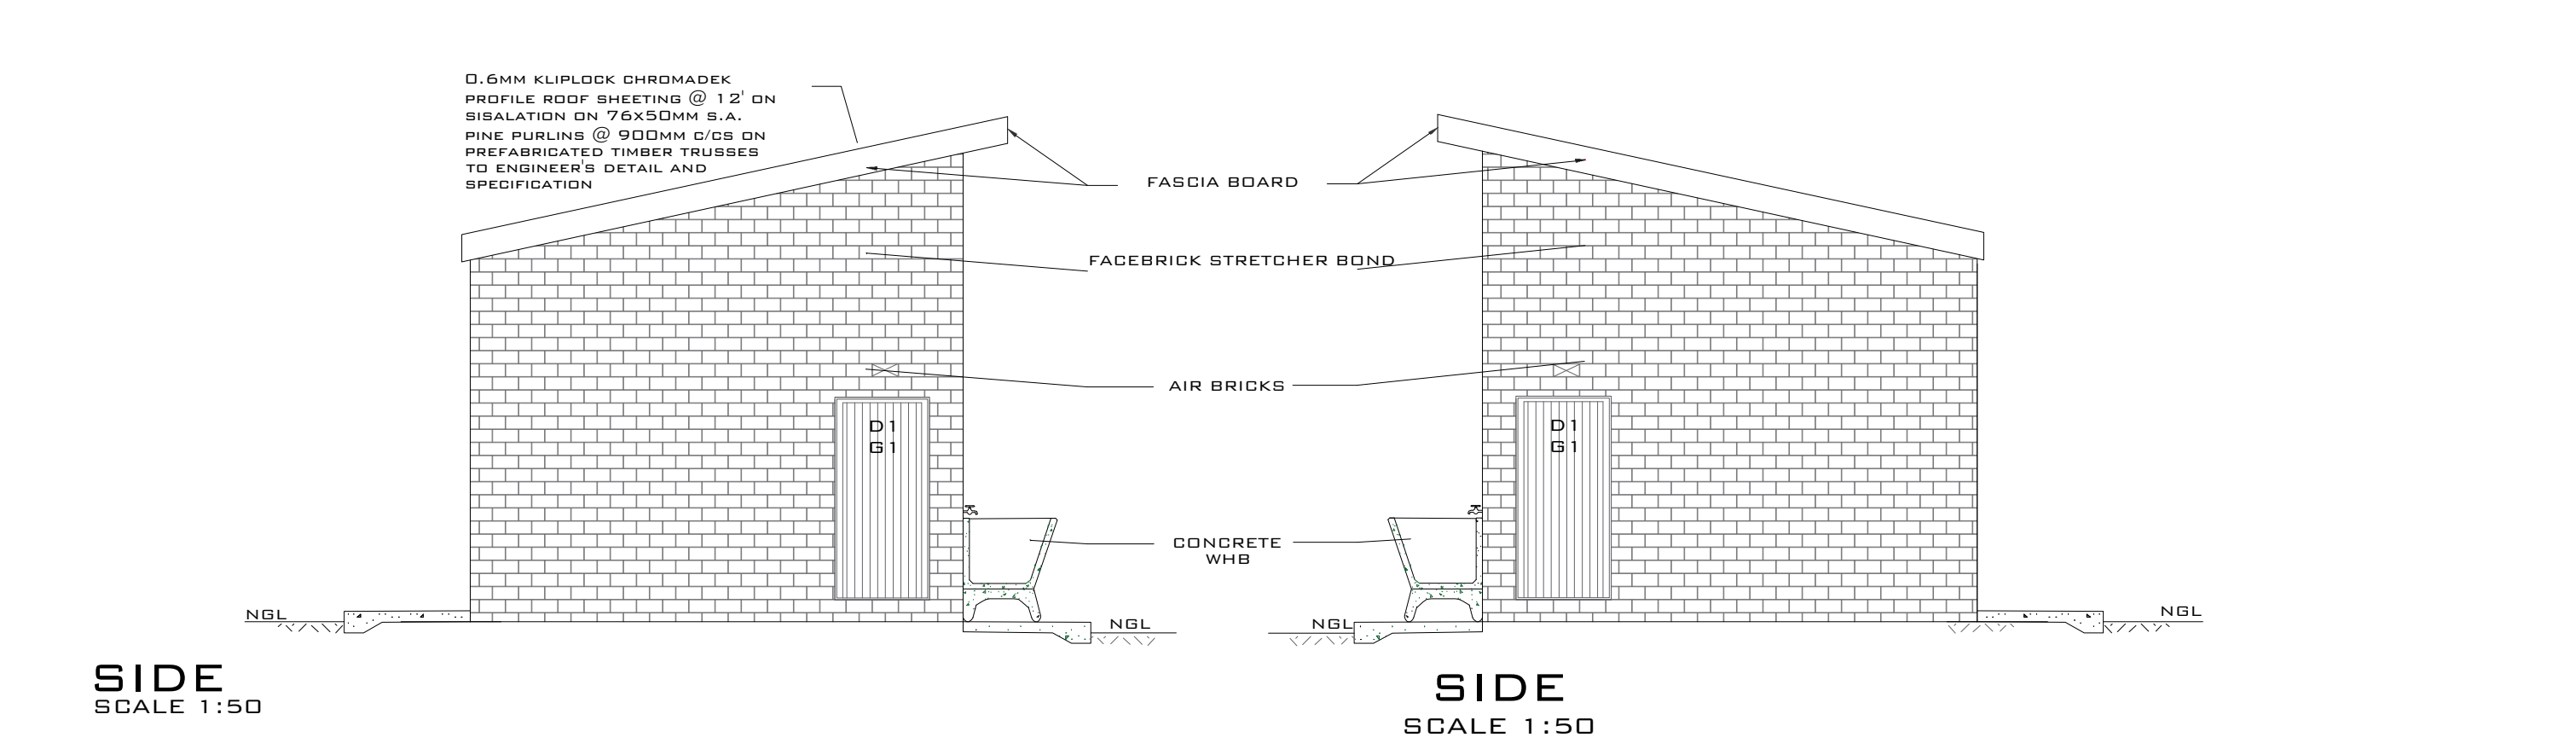 0.6MM KLIPLOCK CHROMADEK
PROFILE ROOF SHEETING @ 12' ON
SISALATION ON 76X50MM S.A.
PINE PURLINS @ 900MM C/CS ON
PREFABRICATED TIMBER TRUSSES
TO ENGINEER'S DETAIL AND
SPECIFICATION
FASCIA BOARD
FACEBRICK STRETCHER BOND
AIR BRICKS
D1
G1
D1
G1
CONCRETE
WHB
NGL
NGL
NGL
NGL
SIDE
SCALE 1:50
SIDE
SCALE 1:50